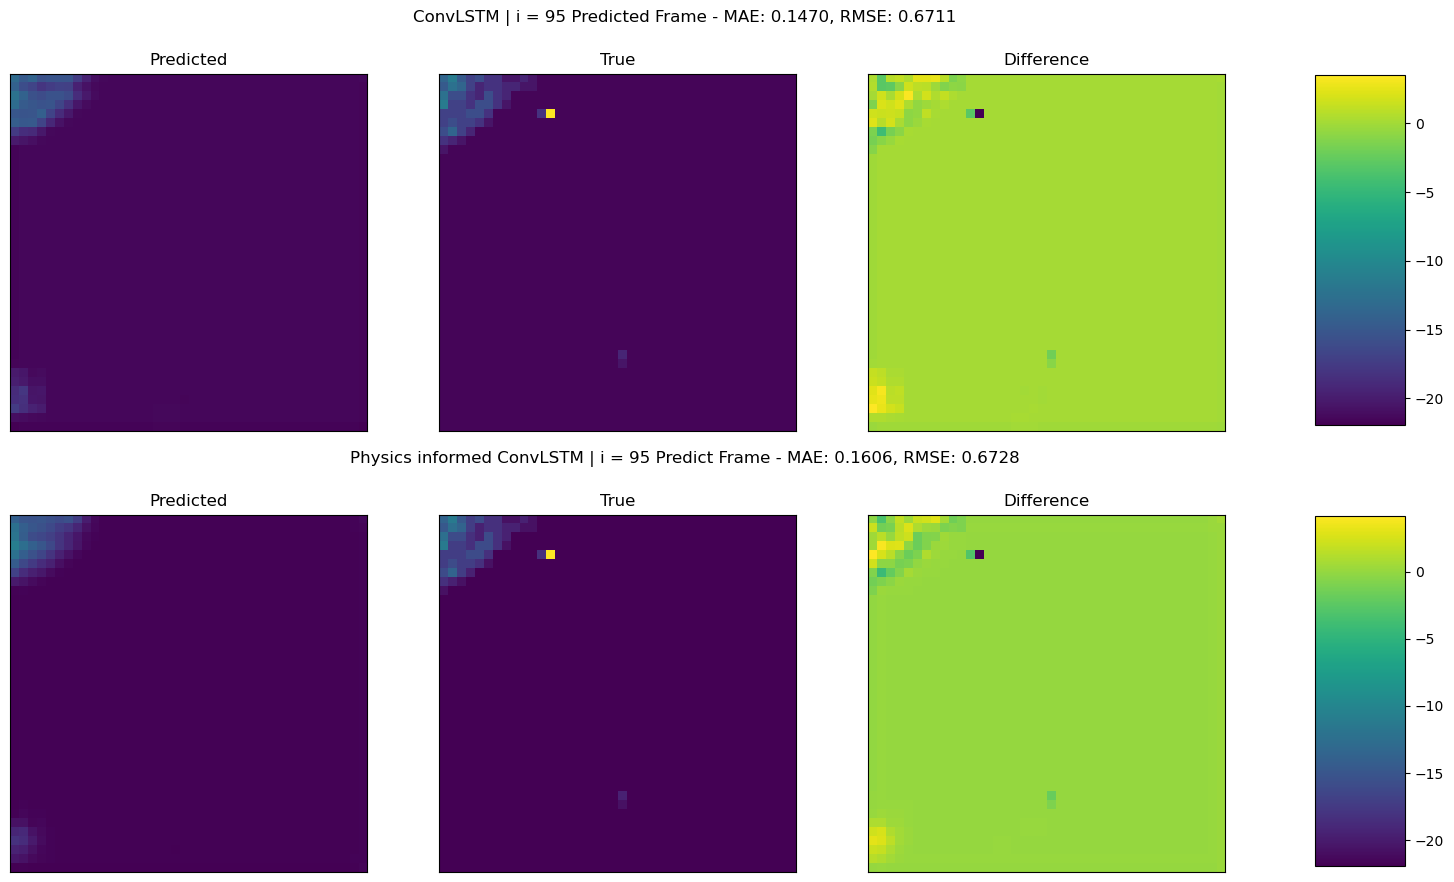 ConvLSTM | i = 95 Predicted Frame - MAE: 0.1470, RMSE: 0.6711
Predicted
True
Difference
0
−5
−10
−15
−20
Physics informed ConvLSTM | i = 95 Predict Frame - MAE: 0.1606, RMSE: 0.6728
Predicted
True
Difference
0
−5
−10
−15
−20